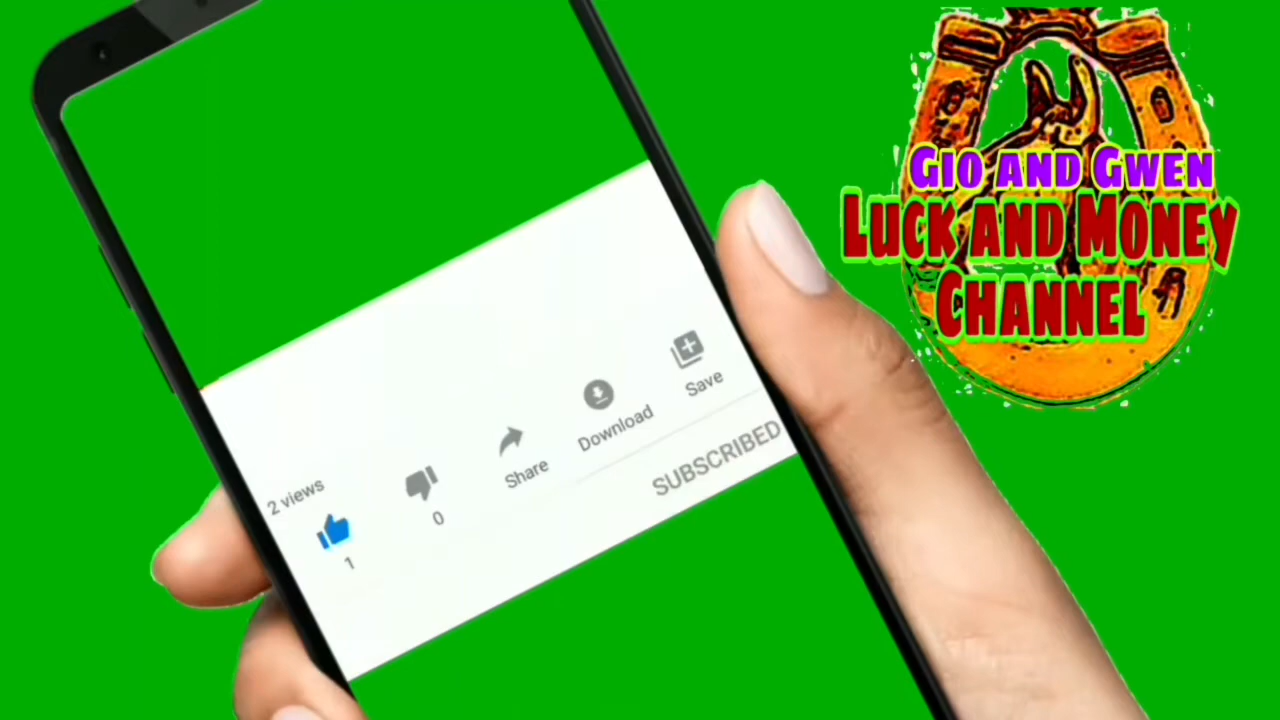 Gio and Gwen
Luck and Money
Channel
2 views
1
0
Share
Download
Save
SUBSCRIBED